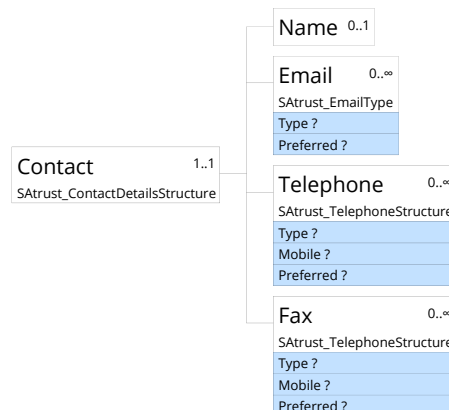 Name 0..1
Email 0..∞
SAtrust_EmailType
Type ?
Preferred ?
Contact 1..1
SAtrust_ContactDetailsStructure
Telephone 0..∞
SAtrust_TelephoneStructure
Type ?
Mobile ?
Preferred ?
Fax 0..∞
SAtrust_TelephoneStructure
Type ?
Mobile ?
Preferred ?